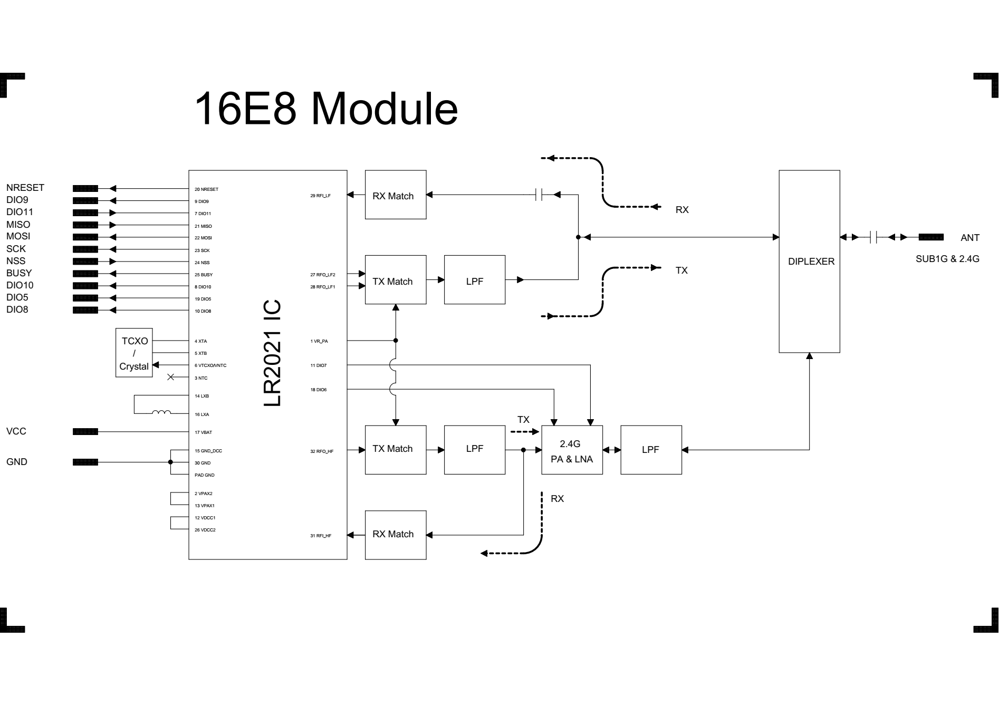 16E8 Module
NRESET
DIO9
DIO11
MISO
MOSI
SCK
NSS
BUSY
DIO10
DIO5
DIO8
VCC
GND
20 NRESET
9 DIO9
7 DIO11
21 MISO
22 MOSI
23 SCK
24 NSS
25 BUSY
8 DIO10
19 DIO5
10 DIO8
TCXO
/
Crystal
4 XTA
5 XTB
6 VTCXO/VNTC
3 NTC
14 LXB
16 LXA
17 VBAT
15 GND_DCC
30 GND
PAD GND
2 VPAX2
13 VPAX1
12 VDCC1
26 VDCC2
LR2021 IC
29 RFI_LF
27 RFO_LF2
28 RFO_LF1
1 VR_PA
11 DIO7
18 DIO6
32 RFO_HF
31 RFI_HF
RX Match
TX Match
LPF
RX
TX
TX Match
LPF
TX
2.4G
PA & LNA
LPF
RX
RX Match
DIPLEXER
ANT
SUB1G & 2.4G